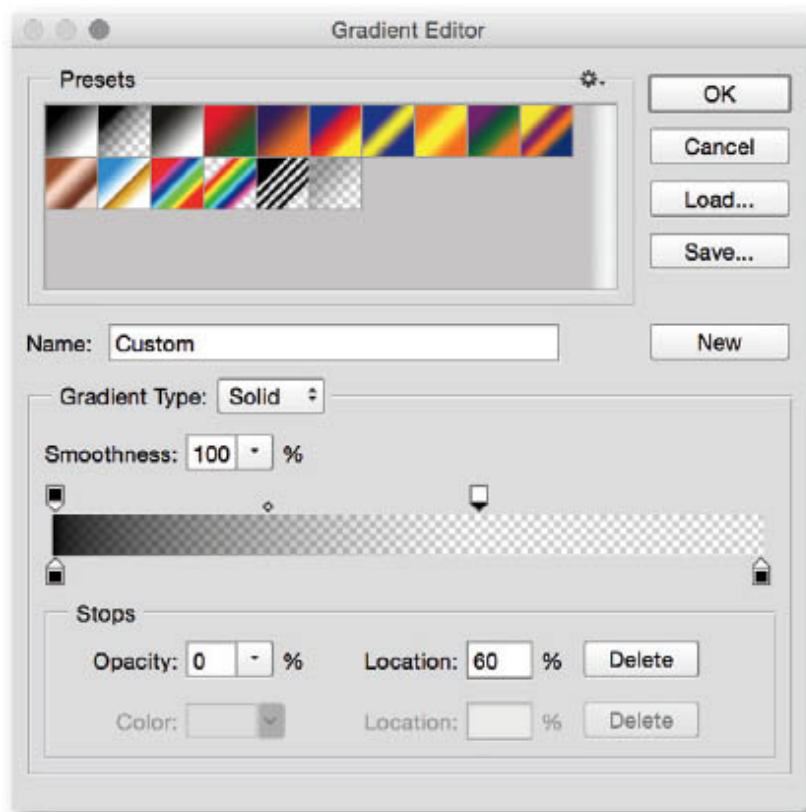 Gradient Editor
Presets
OK
Cancel
Load...
Save...
Name: Custom
New
Gradient Type: Solid
Smoothness: 100 %
Stops
Opacity: 0 % Location: 60 % Delete
Color: Location: % Delete